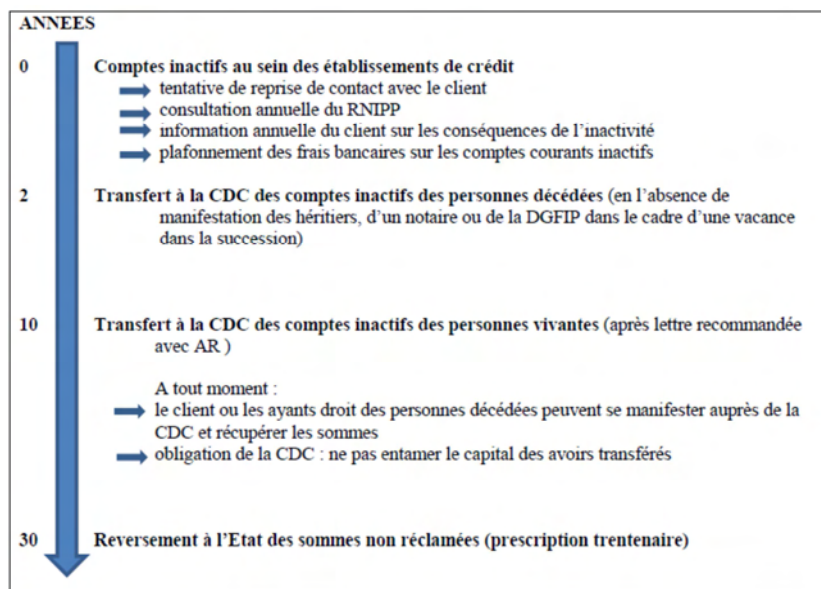 ANNEES
0 Comptes inactifs au sein des établissements de crédit
tentative de reprise de contact avec le client
consultation annuelle du RNIPP
information annuelle du client sur les conséquences de l’inactivité
plafonnement des frais bancaires sur les comptes courants inactifs
2 Transfert à la CDC des comptes inactifs des personnes décédées (en l’absence de
manifestation des héritiers, d’un notaire ou de la DGFIP dans le cadre d’une vacance
dans la succession)
10 Transfert à la CDC des comptes inactifs des personnes vivantes (après lettre recommandée
avec AR )
A tout moment :
le client ou les ayants droit des personnes décédées peuvent se manifester auprès de la
CDC et récupérer les sommes
obligation de la CDC : ne pas entamer le capital des avoirs transférés
30 Reversement à l’Etat des sommes non réclamées (prescription trentenaire)